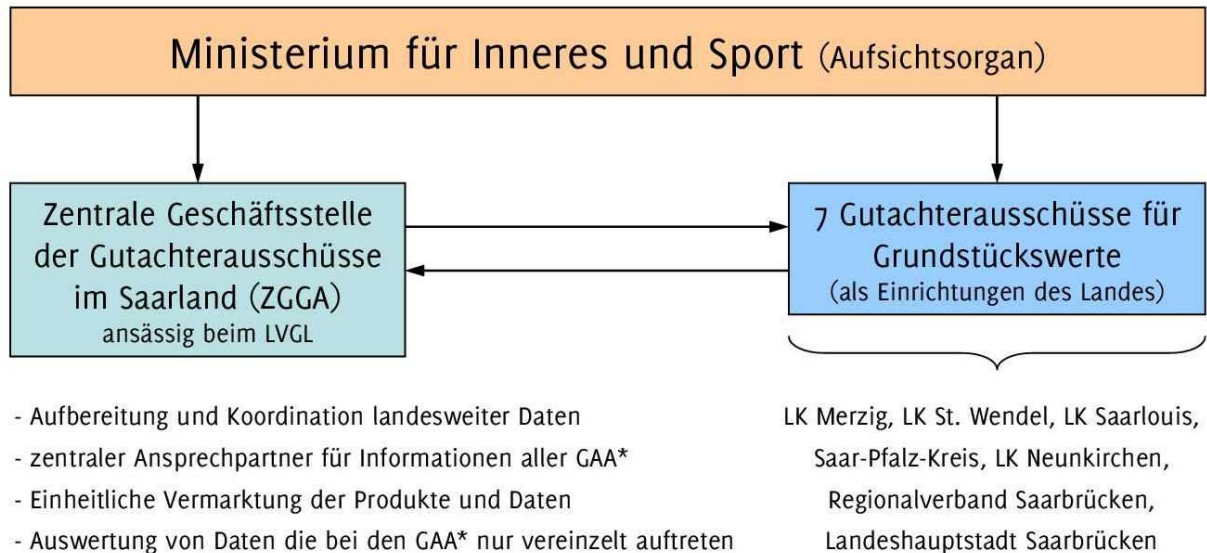 Ministerium für Inneres und Sport (Aufsichtsorgan)
Zentrale Geschäftsstelle
der Gutachterausschüsse
im Saarland (ZGGA)
ansässig beim LVGL
7 Gutachterausschüsse für
Grundstückswerte
(als Einrichtungen des Landes)
- Aufbereitung und Koordination landesweiter Daten
- zentraler Ansprechpartner für Informationen aller GAA*
- Einheitliche Vermarktung der Produkte und Daten
- Auswertung von Daten die bei den GAA* nur vereinzelt auftreten
LK Merzig, LK St. Wendel, LK Saarlouis,
Saar-Pfalz-Kreis, LK Neunkirchen,
Regionalverband Saarbrücken,
Landeshauptstadt Saarbrücken